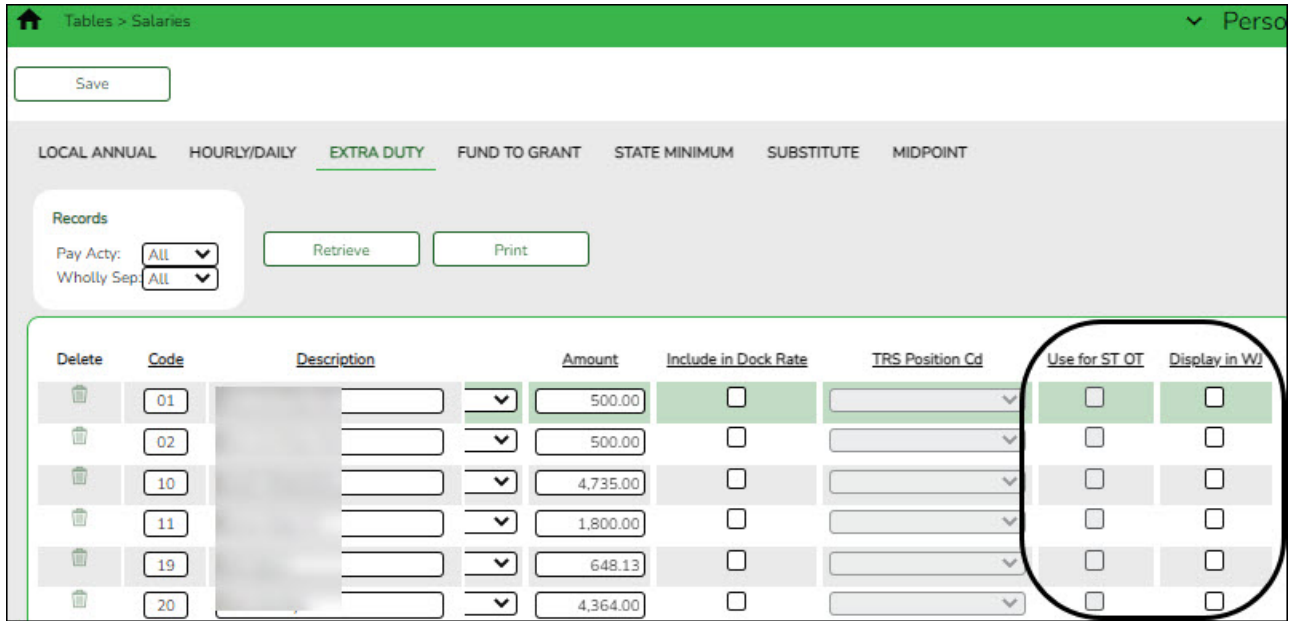 Tables > Salaries
Perso
Save
LOCAL ANNUAL HOURLY/DAILY EXTRA DUTY FUND TO GRANT STATE MINIMUM SUBSTITUTE MIDPOINT
Records
Pay Acty: All
Wholly Sep: All
Retrieve Print
Delete Code Description Amount Include in Dock Rate TRS Position Cd Use for ST OT Display in WJ
01 500.00
02 500.00
10 4,735.00
11 1,800.00
19 648.13
20 4,364.00